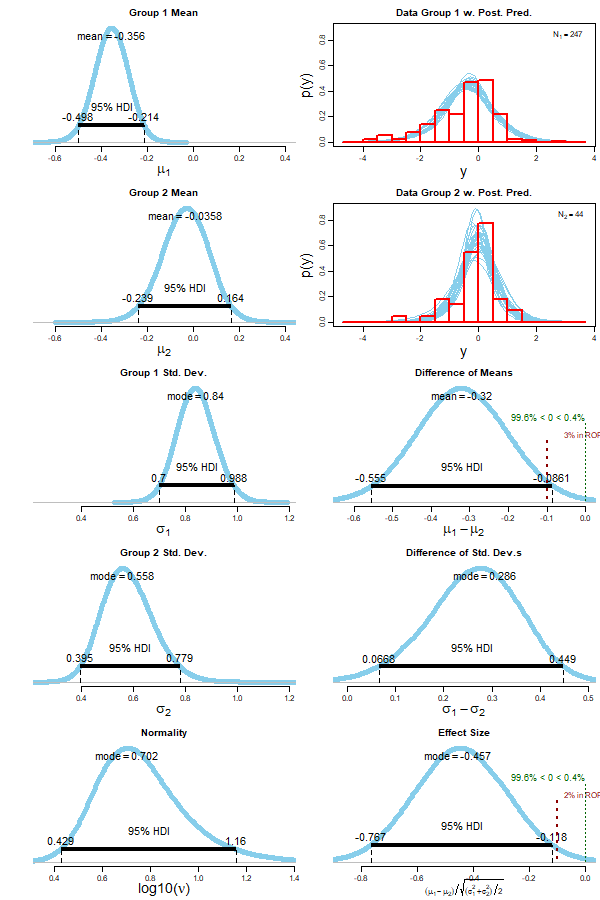 Group 1 Mean
mean = -0.356
95% HDI
-0.498 -0.214
-0.6 -0.4 -0.2 0.0 0.2 0.4
μ1
Data Group 1 w. Post. Pred.
N1 = 247
p(y)
0.0 0.2 0.4 0.6 0.8
-4 -2 0 2 4
y
Group 2 Mean
mean = -0.0358
95% HDI
-0.239 0.164
-0.6 -0.4 -0.2 0.0 0.2 0.4
μ2
Data Group 2 w. Post. Pred.
N2 = 44
p(y)
0.0 0.2 0.4 0.6 0.8
-4 -2 0 2 4
y
Group 1 Std. Dev.
mode = 0.84
95% HDI
0.7 0.988
0.4 0.6 0.8 1.0 1.2
σ1
Difference of Means
mean = -0.32
99.6% < 0 < 0.4%
3% in ROP
95% HDI
-0.555 -0.0861
-0.6 -0.5 -0.4 -0.3 -0.2 -0.1 0.0
μ1 − μ2
Group 2 Std. Dev.
mode = 0.558
95% HDI
0.395 0.779
0.4 0.6 0.8 1.0 1.2
σ2
Difference of Std. Dev.s
mode = 0.286
95% HDI
0.0668 0.449
0.0 0.1 0.2 0.3 0.4 0.5
σ1 − σ2
Normality
mode = 0.702
95% HDI
0.429 1.16
0.4 0.6 0.8 1.0 1.2 1.4
log10(ν)
Effect Size
mode = -0.457
99.6% < 0 < 0.4%
2% in ROP
95% HDI
-0.767 -0.118
-0.8 -0.6 -0.4 -0.2 0.0
(μ1 − μ2)/√(σ1² + σ2²)/2